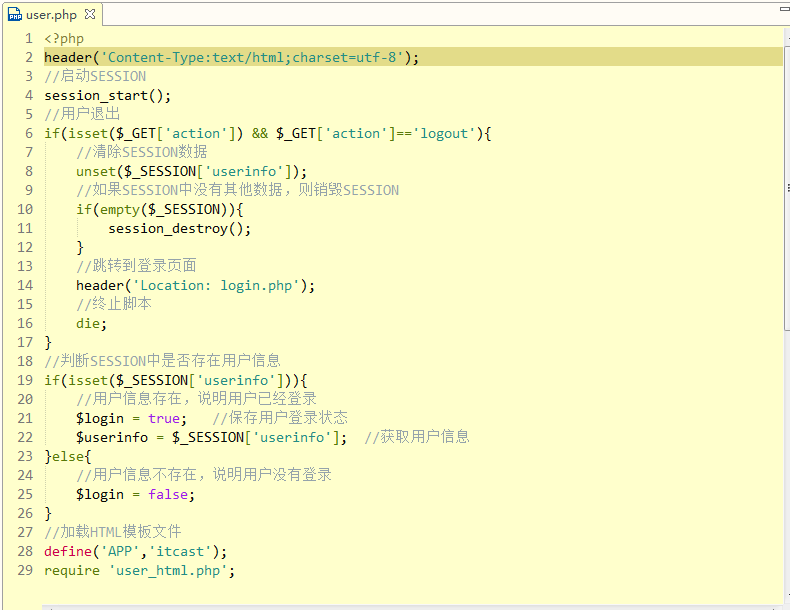 user.php
1 <?php
2 header('Content-Type:text/html;charset=utf-8');
3 //启动SESSION
4 session_start();
5 //用户退出
6 if(isset($_GET['action']) && $_GET['action']=='logout'){
7     //清除SESSION数据
8     unset($_SESSION['userinfo']);
9     //如果SESSION中没有其他数据，则销毁SESSION
10     if(empty($_SESSION)){
11         session_destroy();
12     }
13     //跳转到登录页面
14     header('Location: login.php');
15     //终止脚本
16     die;
17 }
18 //判断SESSION中是否存在用户信息
19 if(isset($_SESSION['userinfo'])){
20     //用户信息存在，说明用户已经登录
21     $login = true;   //保存用户登录状态
22     $userinfo = $_SESSION['userinfo'];  //获取用户信息
23 }else{
24     //用户信息不存在，说明用户没有登录
25     $login = false;
26 }
27 //加载HTML模板文件
28 define('APP','itcast');
29 require 'user_html.php';